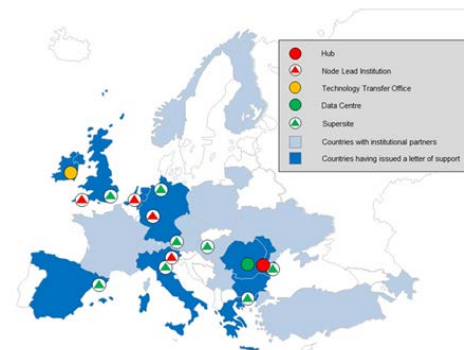 Hub
Node Lead Institution
Technology Transfer Office
Data Centre
Supersite
Countries with institutional partners
Countries having issued a letter of support